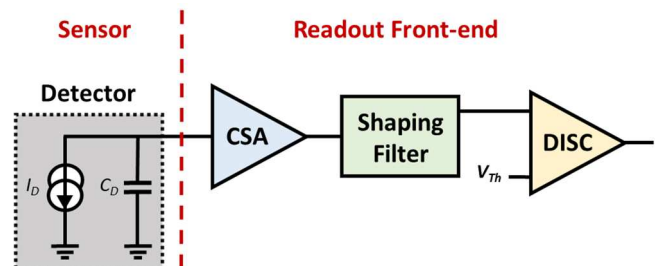 Sensor
Readout Front-end
Detector
I_D
C_D
CSA
Shaping
Filter
V_Th
DISC